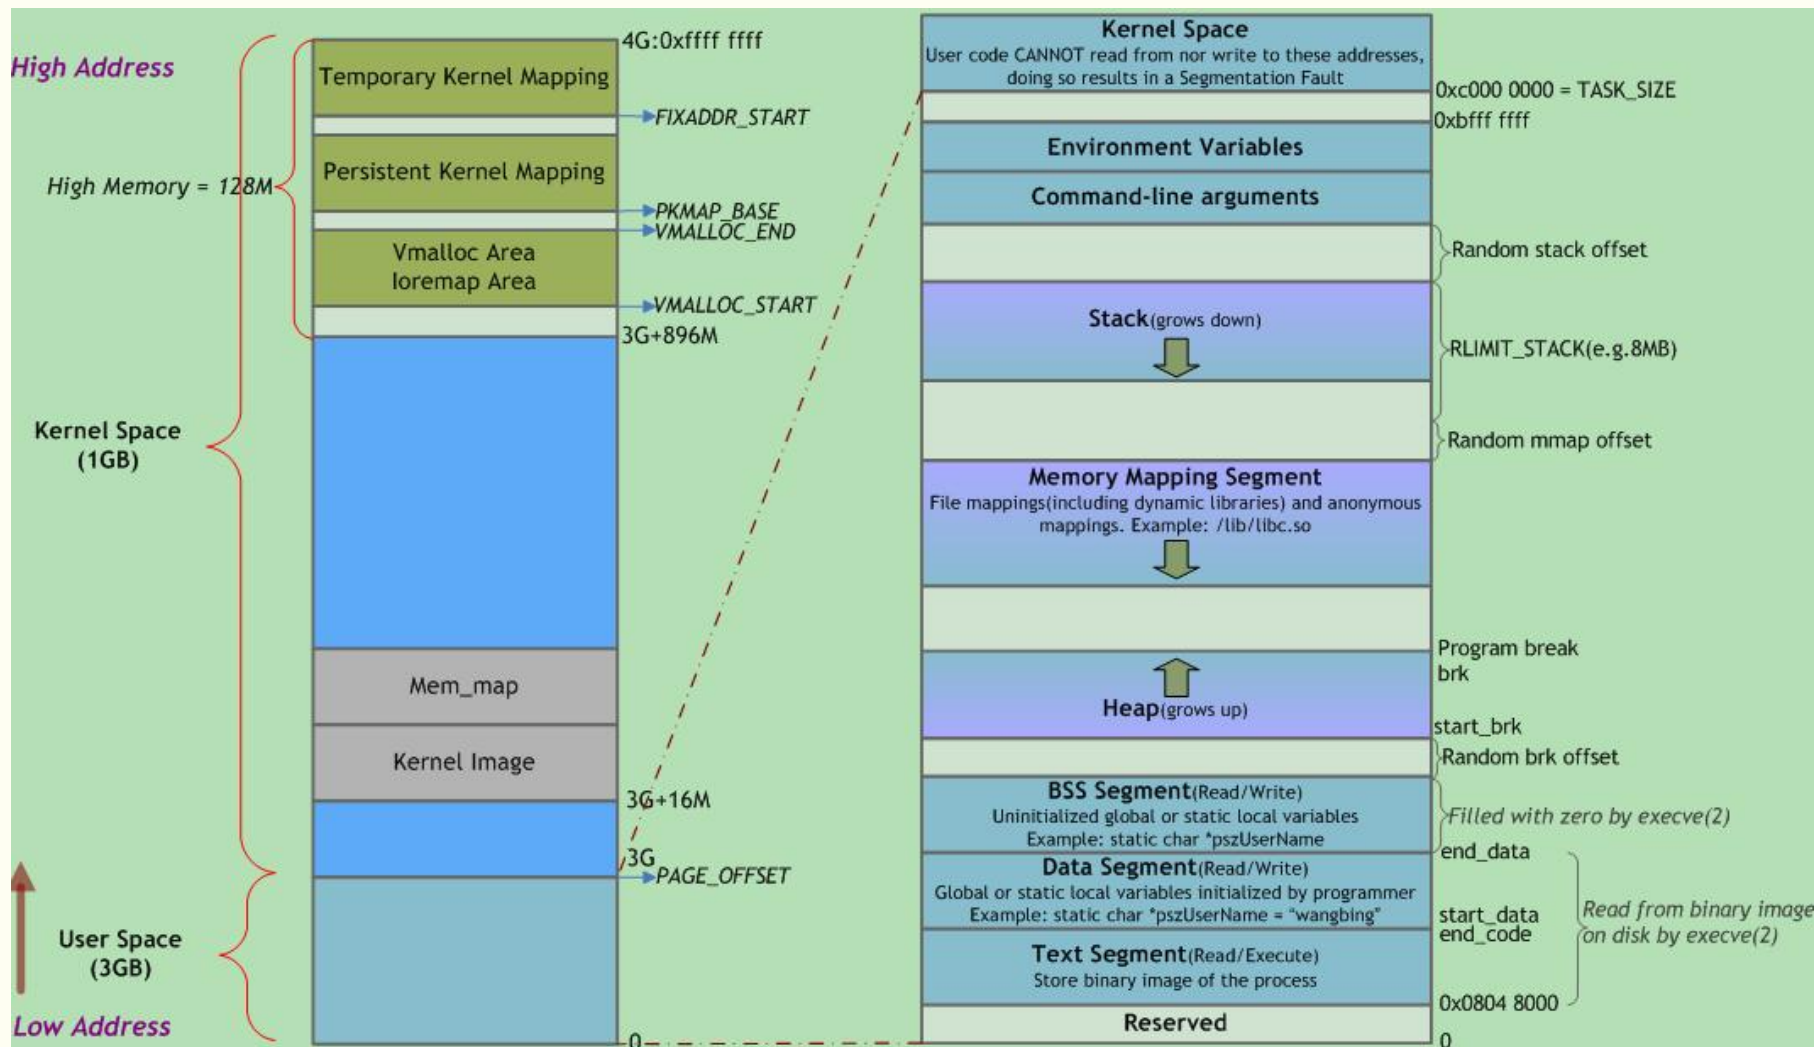 High Address
High Memory = 128M
Kernel Space
(1GB)
User Space
(3GB)
Low Address
Temporary Kernel Mapping
Persistent Kernel Mapping
Vmalloc Area
Ioremap Area
Mem_map
Kernel Image
4G:0xffff ffff
FIXADDR_START
PKMAP_BASE
VMALLOC_END
VMALLOC_START
3G+896M
3G+16M
3G
PAGE_OFFSET
0
Kernel Space
User code CANNOT read from nor write to these addresses,
doing so results in a Segmentation Fault
0xc000 0000 = TASK_SIZE
0xbfff ffff
Environment Variables
Command-line arguments
Random stack offset
Stack(grows down)
RLIMIT_STACK(e.g.8MB)
Random mmap offset
Memory Mapping Segment
File mappings(including dynamic libraries) and anonymous
mappings. Example: /lib/libc.so
Program break
brk
Heap(grows up)
start_brk
Random brk offset
BSS Segment(Read/Write)
Uninitialized global or static local variables
Example: static char *pszUserName
Filled with zero by execve(2)
end_data
Data Segment(Read/Write)
Global or static local variables initialized by programmer
Example: static char *pszUserName = “wangbing”
start_data
end_code
Read from binary image
on disk by execve(2)
Text Segment(Read/Execute)
Store binary image of the process
0x0804 8000
Reserved
0